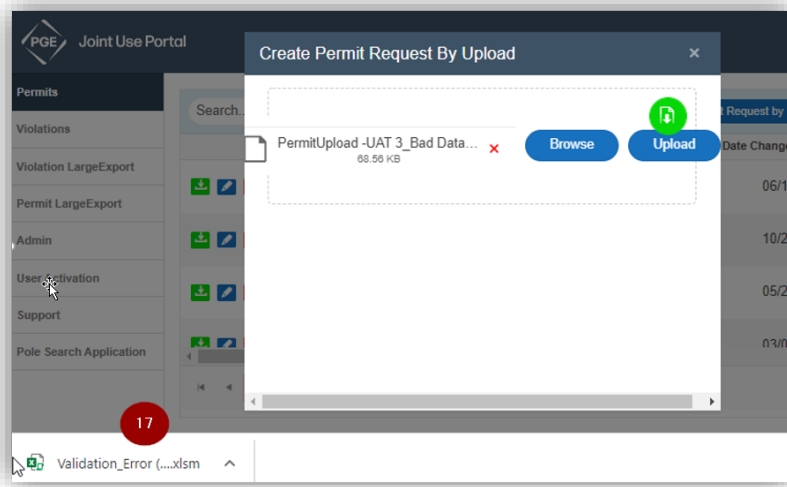 PGE Joint Use Portal
Create Permit Request By Upload ×
Permits
Search.
t Request by
Violations
PermitUpload -UAT 3_Bad Data... ×
68.56 KB
Browse
Upload
Date Change
Violation LargeExport
06/1
Permit LargeExport
Admin
10/2
User Activation
05/2
Support
Pole Search Application
03/0
17
Validation_Error (....xlsm